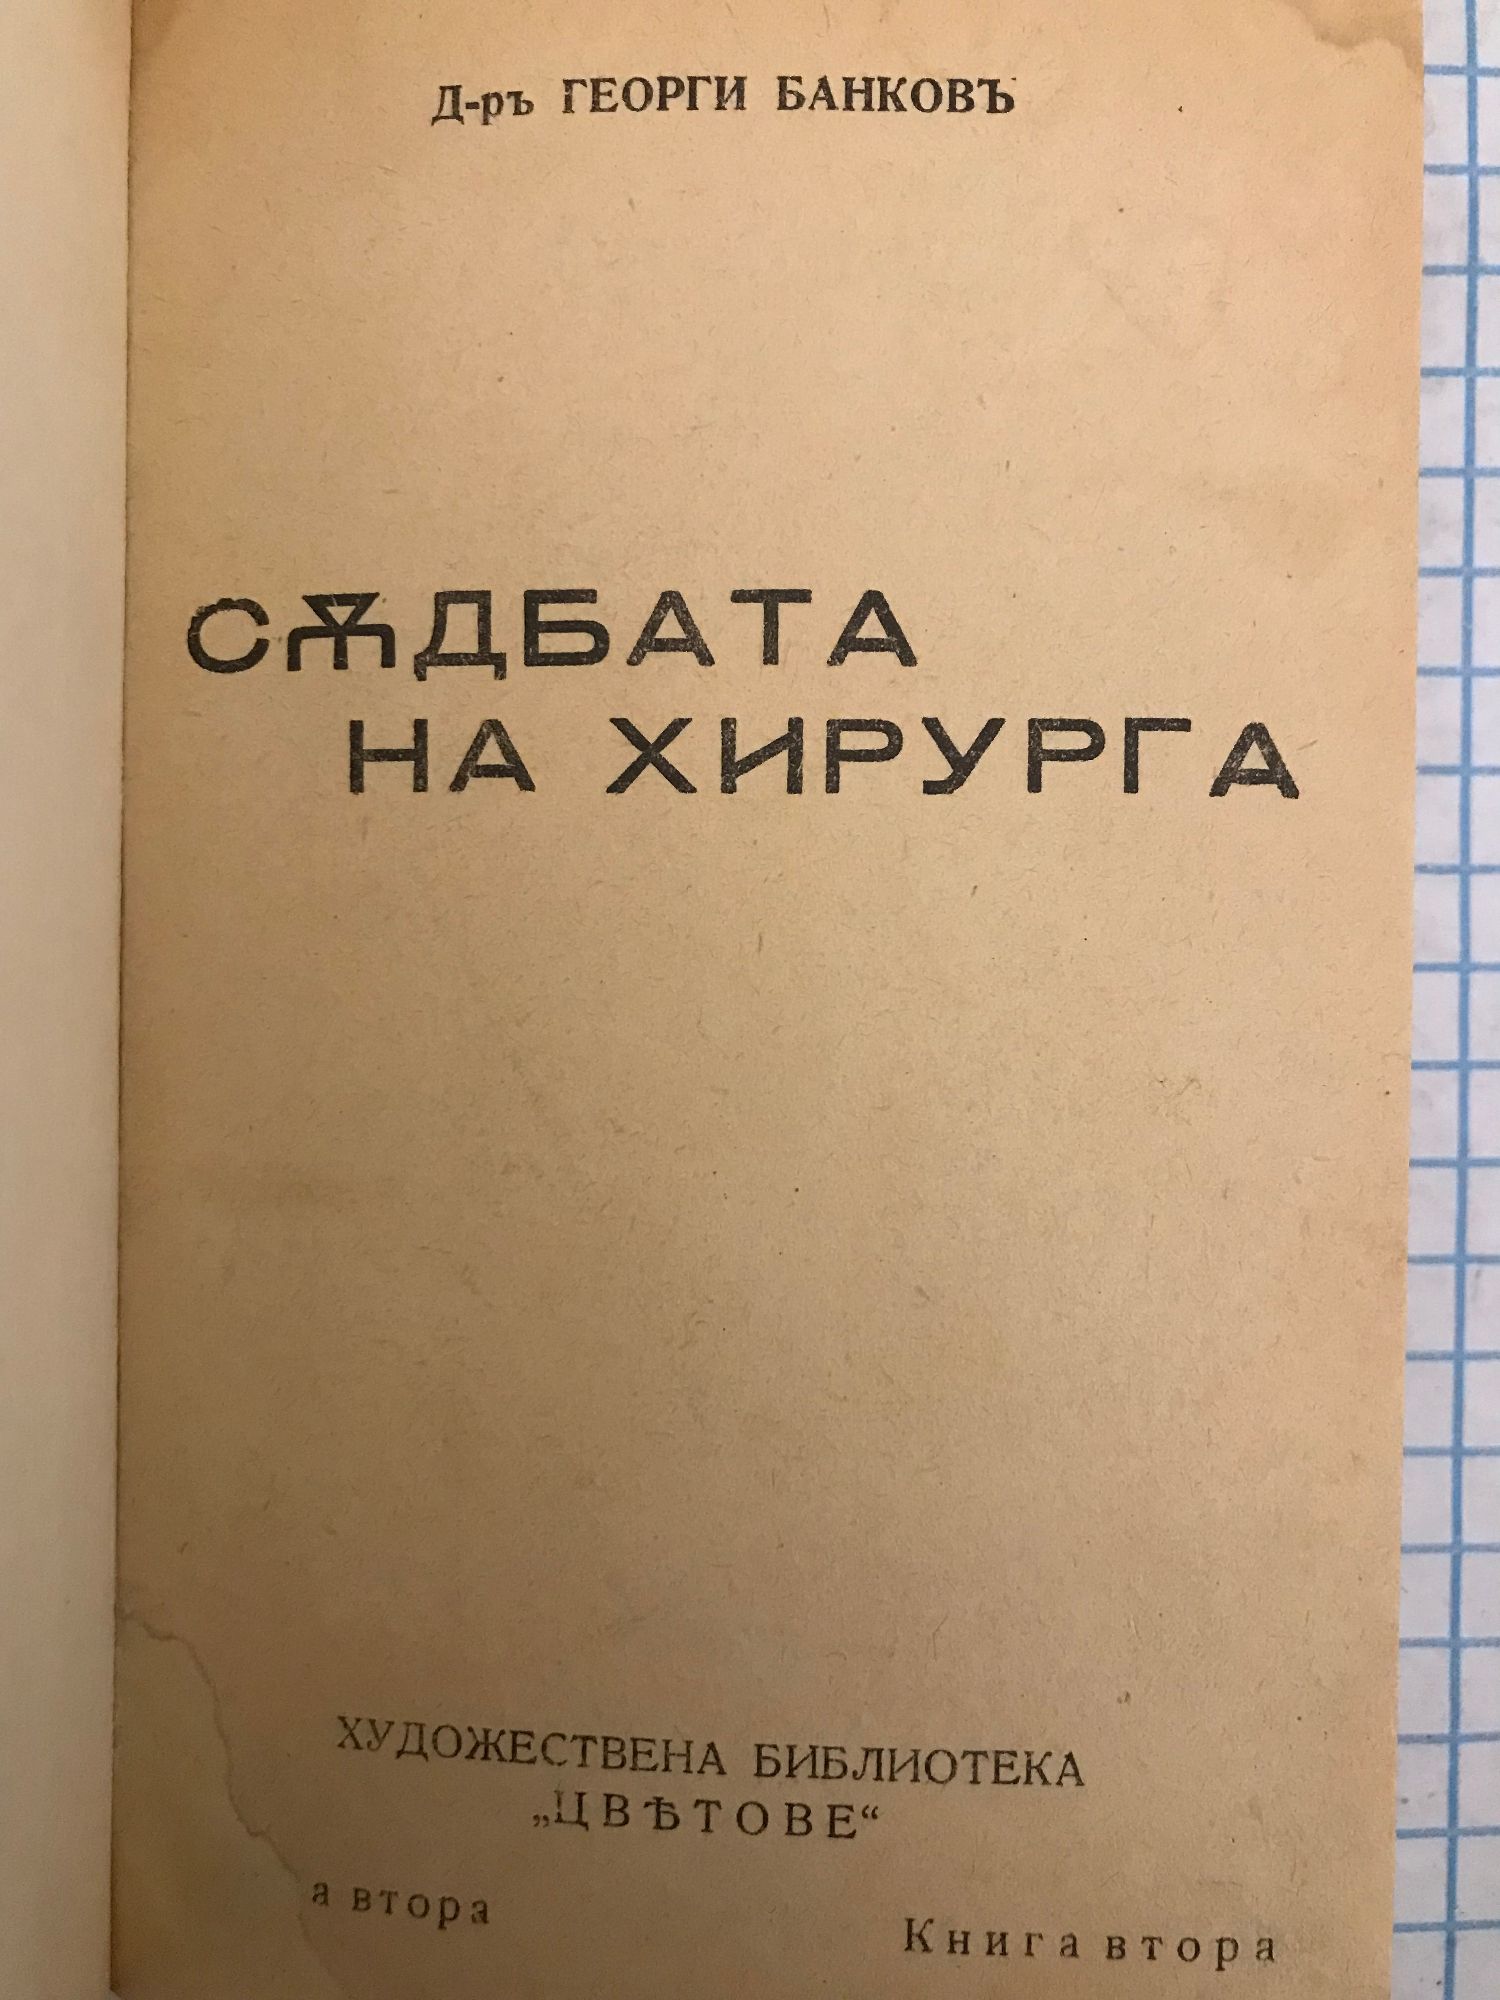 Д-ръ ГЕОРГИ БАНКОВЪ
СѪДБАТА
НА ХИРУРГА
ХУДОЖЕСТВЕНА БИБЛИОТЕКА
„ЦВѢТОВЕ“
а втора
Книга втора